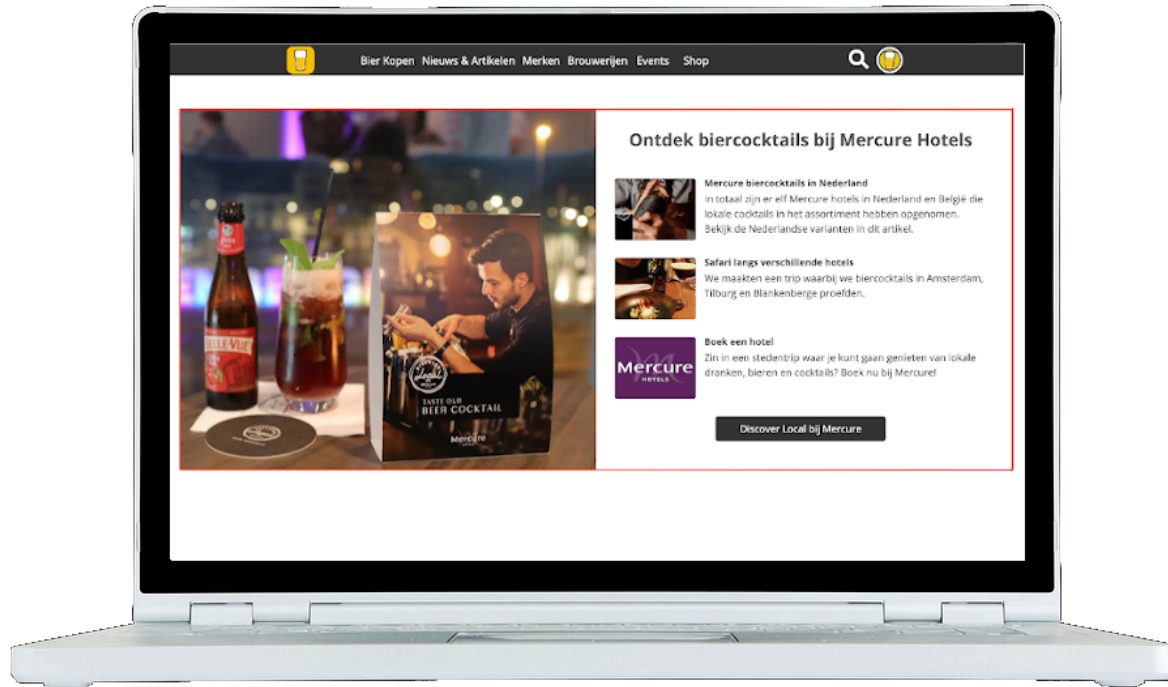 Bier Kopen Nieuws & Artikelen Merken Brouwerijen Events Shop
BELLE-VUE
Local
TASTE OUR
BEER COCKTAIL
Mercure
Ontdek biercocktails bij Mercure Hotels
Mercure biercocktails in Nederland
In totaal zijn er elf Mercure hotels in Nederland en België die
lokale cocktails in het assortiment hebben opgenomen.
Bekijk de Nederlandse varianten in dit artikel.
Safari langs verschillende hotels
We maakten een trip waarbij we biercocktails in Amsterdam,
Tilburg en Blankenberge proefden.
Mercure
HOTELS
Boek een hotel
Zin in een stedentrip waar je kunt gaan genieten van lokale
dranken, bieren en cocktails? Boek nu bij Mercure!
Discover Local bij Mercure